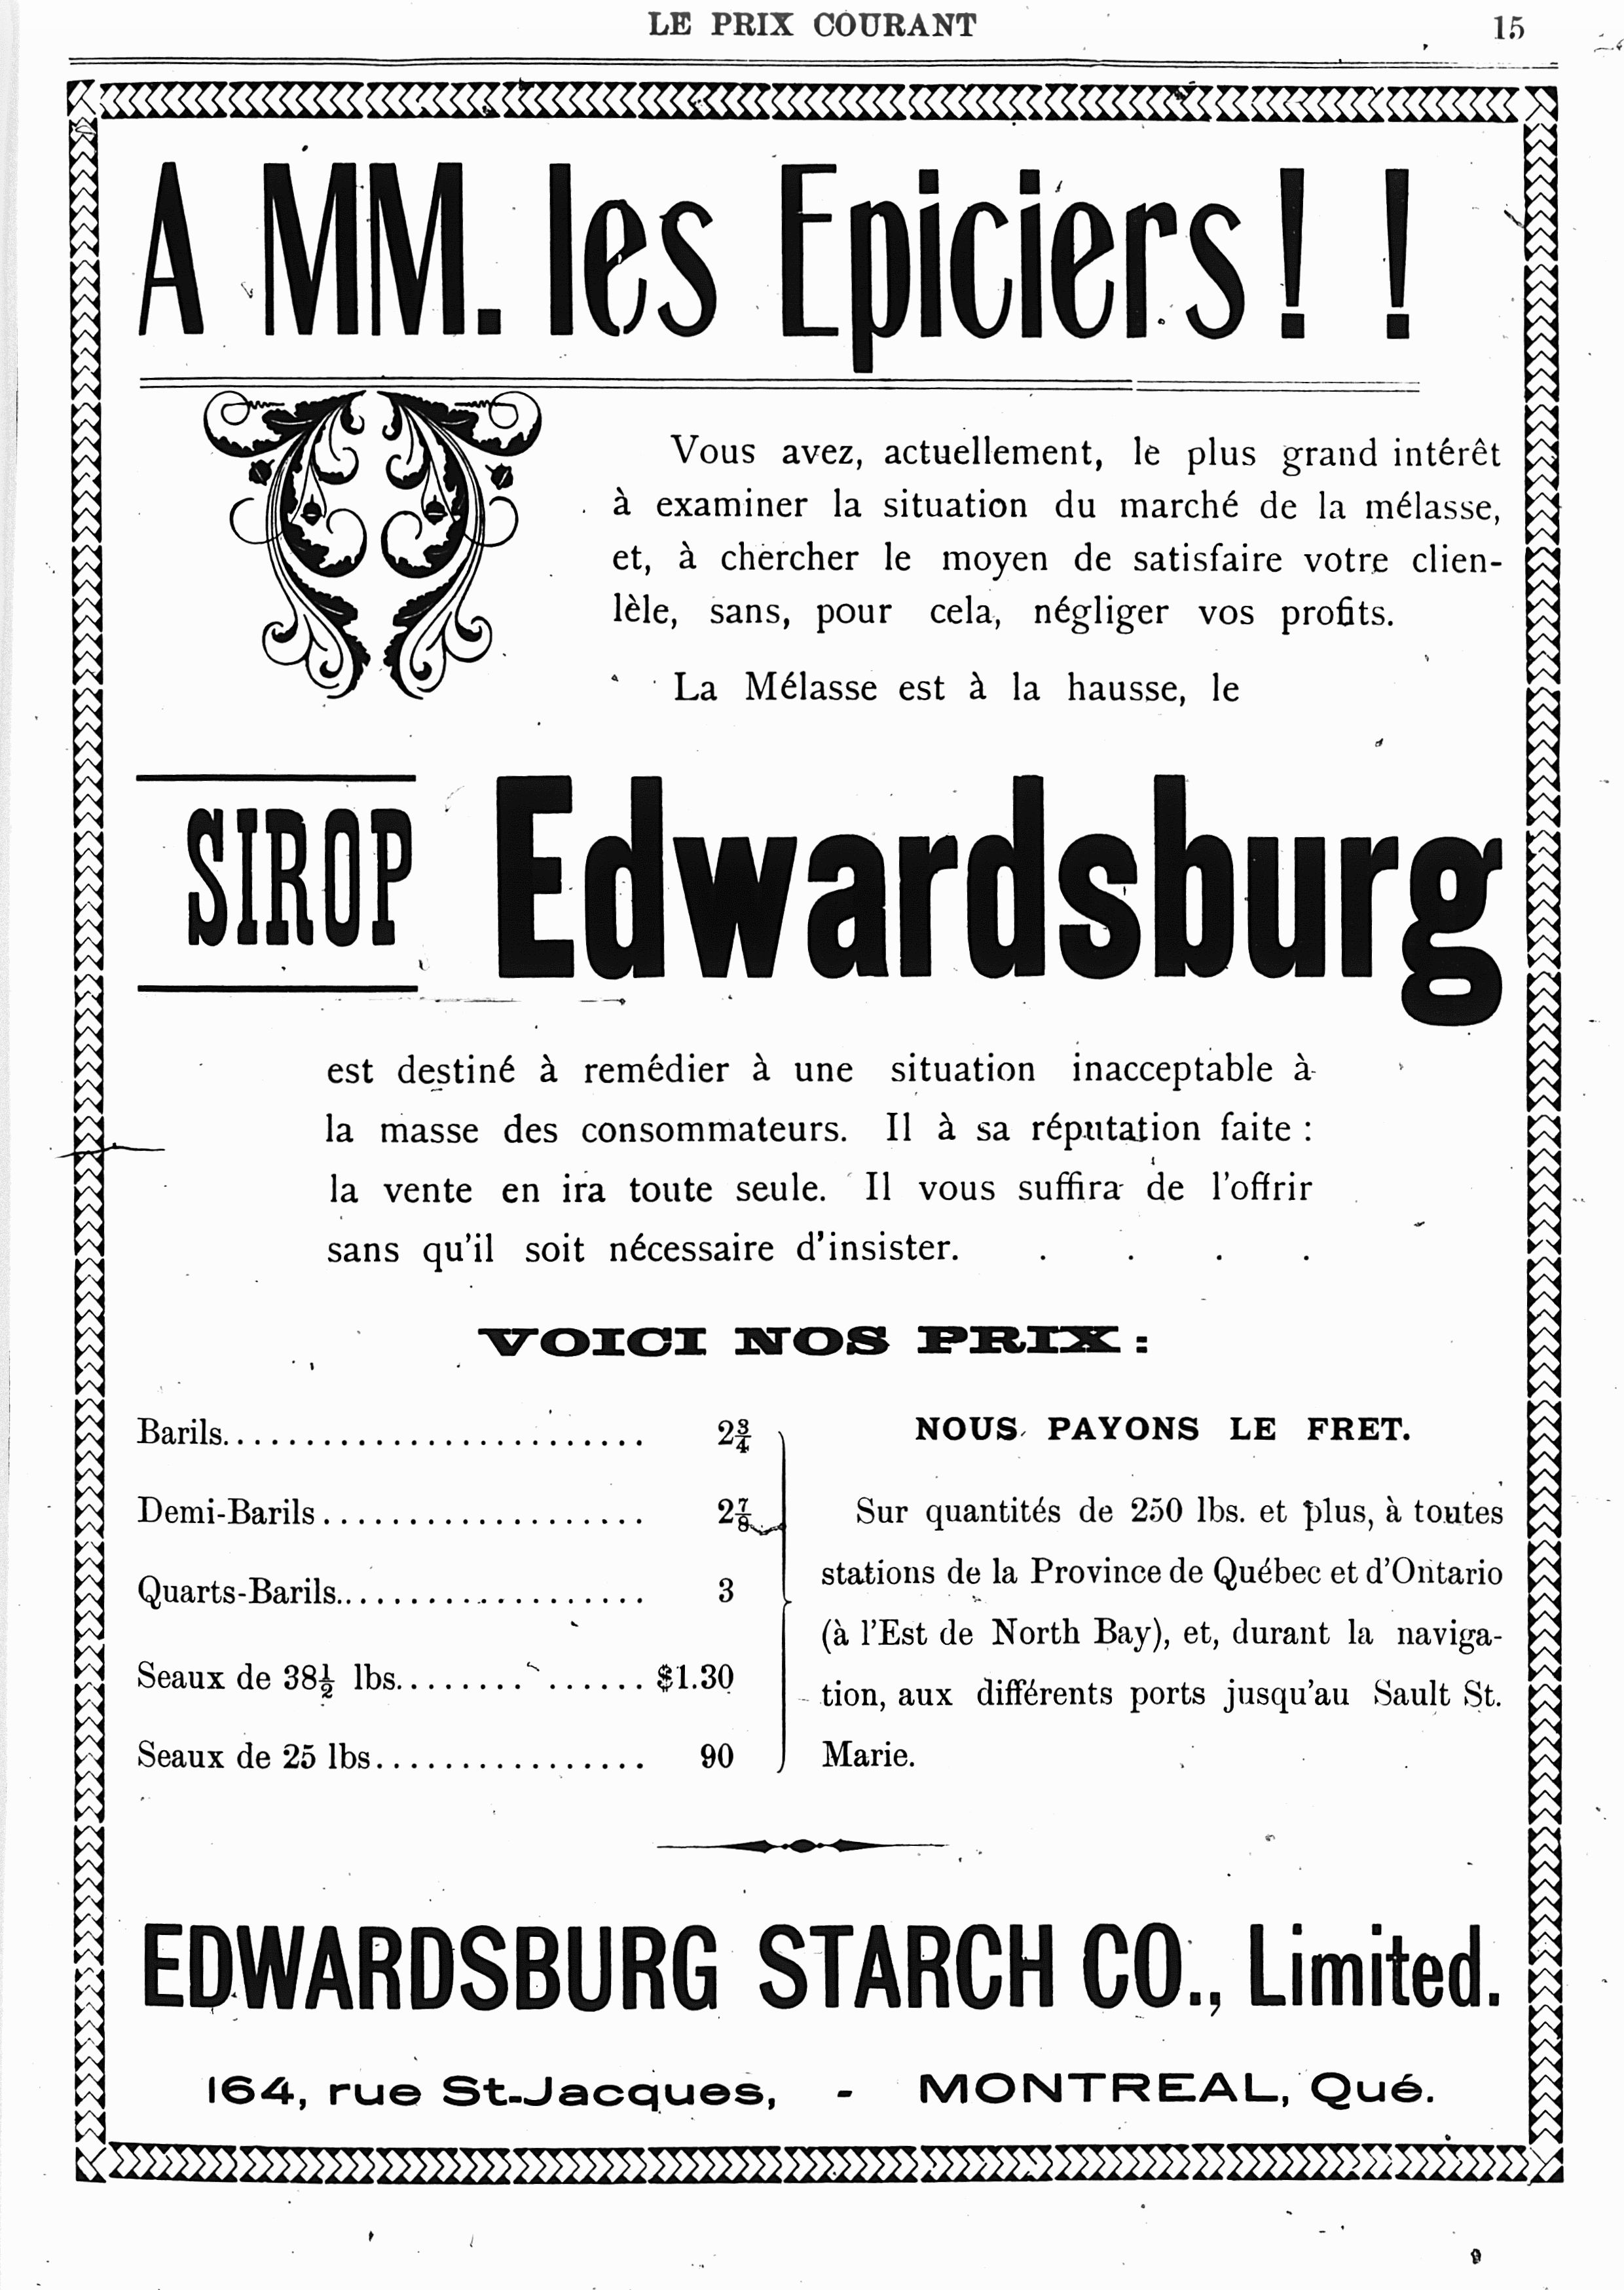 LE PRIX COURANT 15
A MM. les Epiciers! !
Vous avez, actuellement, le plus grand intérêt
à examiner la situation du marché de la mélasse,
et, à chercher le moyen de satisfaire votre clien-
lèle, sans, pour cela, négliger vos profits.
La Mélasse est à la hausse, le
SIROP Edwardsburg
est destiné à remédier à une situation inacceptable à
la masse des consommateurs. Il à sa réputation faite :
la vente en ira toute seule. Il vous suffira de l'offrir
sans qu'il soit nécessaire d'insister. . . . .
VOICI NOS PRIX :
Barils.......................... 2¾
Demi-Barils................... 2⅞
Quarts-Barils.................. 3
Seaux de 38½ lbs.............. $1.30
Seaux de 25 lbs................ 90
NOUS PAYONS LE FRET.
Sur quantités de 250 lbs. et plus, à toutes
stations de la Province de Québec et d'Ontario
(à l'Est de North Bay), et, durant la naviga-
tion, aux différents ports jusqu'au Sault St.
Marie.
EDWARDSBURG STARCH CO., Limited.
164, rue St-Jacques, - MONTREAL, Qué.